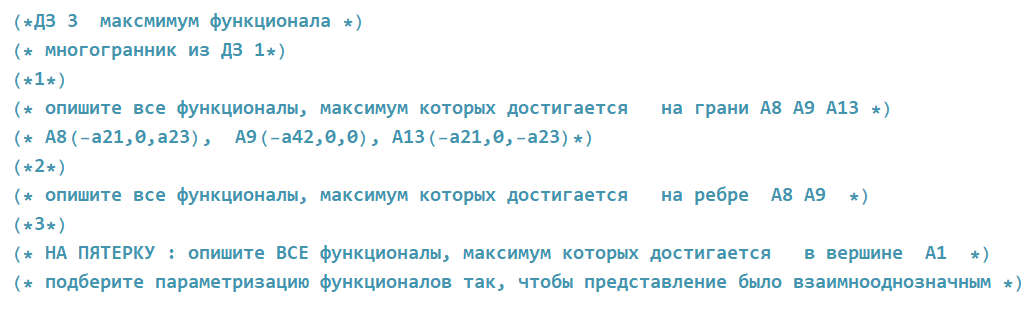 (*ДЗ 3  максмимум функционала *)
(* многогранник из ДЗ 1*)
(*1*)
(* опишите все функционалы, максимум которых достигается   на грани A8 A9 A13 *)
(* A8(-a21,0,a23),  A9(-a42,0,0), A13(-a21,0,-a23)*)
(*2*)
(* опишите все функционалы, максимум которых достигается   на ребре  A8 A9  *)
(*3*)
(* НА ПЯТЕРКУ : опишите ВСЕ функционалы, максимум которых достигается   в вершине  A1  *)
(* подберите параметризацию функционалов так, чтобы представление было взаимнооднозначным *)